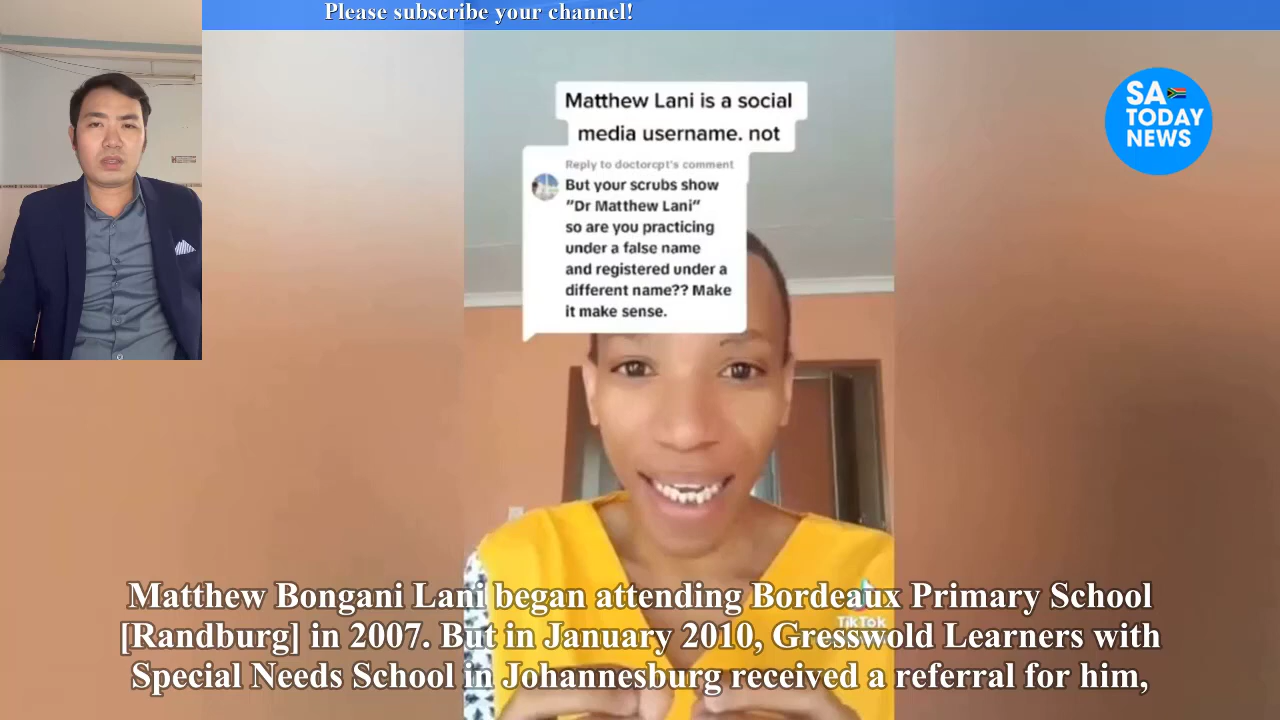 Please subscribe your channel!
SA
TODAY
NEWS
Matthew Lani is a social
media username. not
Reply to doctorcpt's comment
But your scrubs show
"Dr Matthew Lani"
so are you practicing
under a false name
and registered under a
different name?? Make
it make sense.
TikTok
Matthew Bongani Lani began attending Bordeaux Primary School
[Randburg] in 2007. But in January 2010, Gresswold Learners with
Special Needs School in Johannesburg received a referral for him,